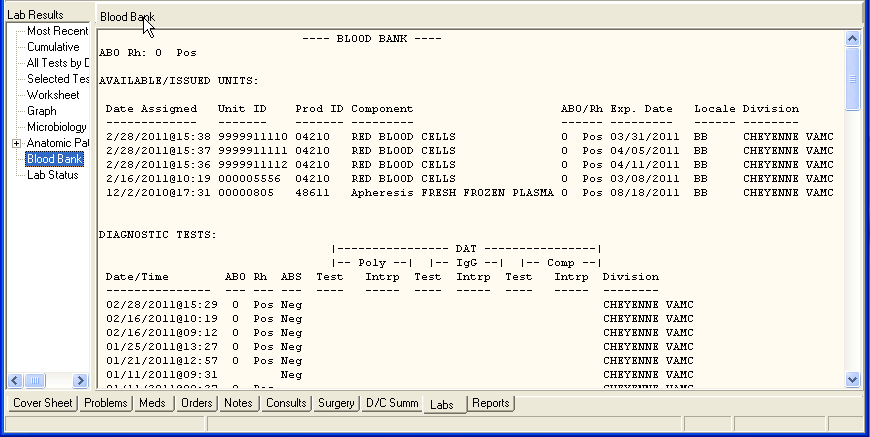 Lab Results
Most Recent
Cumulative
All Tests by D
Selected Tes
Worksheet
Graph
Microbiology
Anatomic Pat
Blood Bank
Lab Status
Blood Bank
---- BLOOD BANK ----
ABO Rh: O  Pos
AVAILABLE/ISSUED UNITS:
Date Assigned   Unit ID    Prod ID Component                     ABO/Rh Exp. Date   Locale Division
2/28/2011@15:38 9999911110 04210   RED BLOOD CELLS               O  Pos 03/31/2011  BB     CHEYENNE VAMC
2/28/2011@15:37 9999911111 04210   RED BLOOD CELLS               O  Pos 04/05/2011  BB     CHEYENNE VAMC
2/28/2011@15:36 9999911112 04210   RED BLOOD CELLS               O  Pos 04/11/2011  BB     CHEYENNE VAMC
2/16/2011@10:19 000005556  04210   RED BLOOD CELLS               O  Pos 03/08/2011  BB     CHEYENNE VAMC
12/2/2010@17:31 00000805   48611   Apheresis FRESH FROZEN PLASMA O  Pos 08/18/2011  BB     CHEYENNE VAMC
DIAGNOSTIC TESTS:
|---------------- DAT ----------------|
|-- Poly --|  |-- IgG --|  |-- Comp --|
Date/Time        ABO Rh  ABS  Test   Intrp  Test  Intrp  Test   Intrp  Division
02/28/2011@15:29  O  Pos Neg CHEYENNE VAMC
02/16/2011@10:19  O  Pos Neg CHEYENNE VAMC
02/16/2011@09:12  O  Pos Neg CHEYENNE VAMC
01/25/2011@13:27  O  Pos Neg CHEYENNE VAMC
01/21/2011@12:57  O  Pos Neg CHEYENNE VAMC
01/11/2011@09:31         Neg CHEYENNE VAMC
Cover Sheet
Problems
Meds
Orders
Notes
Consults
Surgery
D/C Summ
Labs
Reports